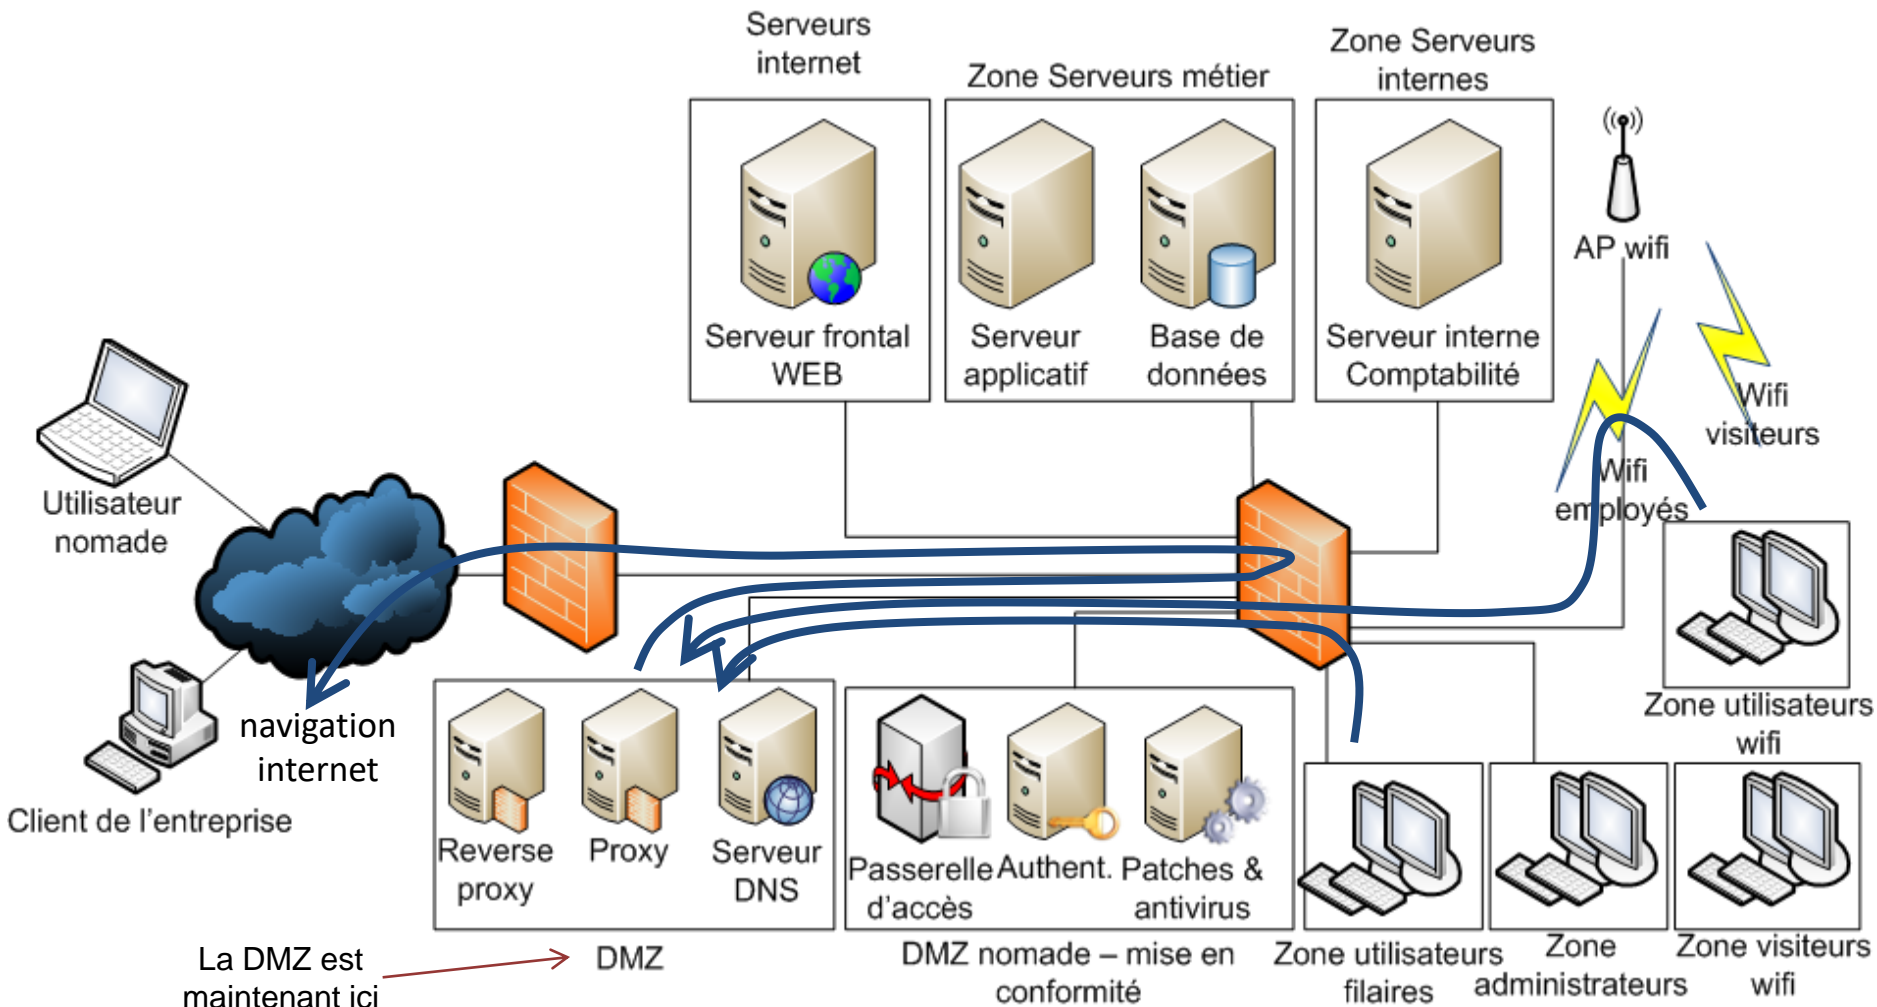 Serveurs
internet
Zone Serveurs métier
Zone Serveurs
internes
Serveur frontal
WEB
Serveur
applicatif
Base de
données
Serveur interne
Comptabilité
AP wifi
Wifi
visiteurs
Wifi
employés
Utilisateur
nomade
navigation
internet
Client de l'entreprise
Reverse
proxy
Proxy
Serveur
DNS
Passerelle
d'accès
Authent.
Patches &
antivirus
Zone utilisateurs
wifi
La DMZ est
maintenant ici
DMZ
DMZ nomade – mise en
conformité
Zone utilisateurs
filaires
Zone
administrateurs
Zone visiteurs
wifi